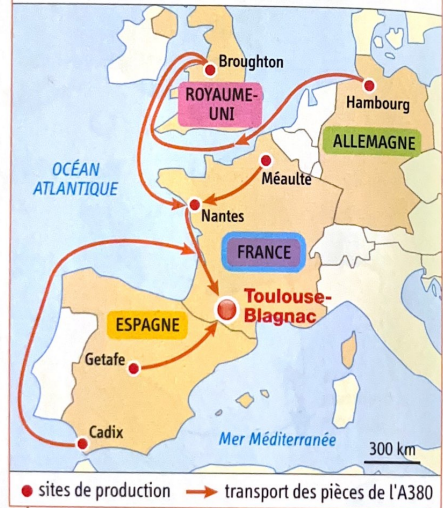 Broughton
ROYAUME-
UNI
Hambourg
ALLEMAGNE
OCÉAN
ATLANTIQUE
Méaulte
Nantes
FRANCE
Toulouse-
Blagnac
ESPAGNE
Getafe
Cadix
Mer Méditerranée
300 km
sites de production
transport des pièces de l'A380